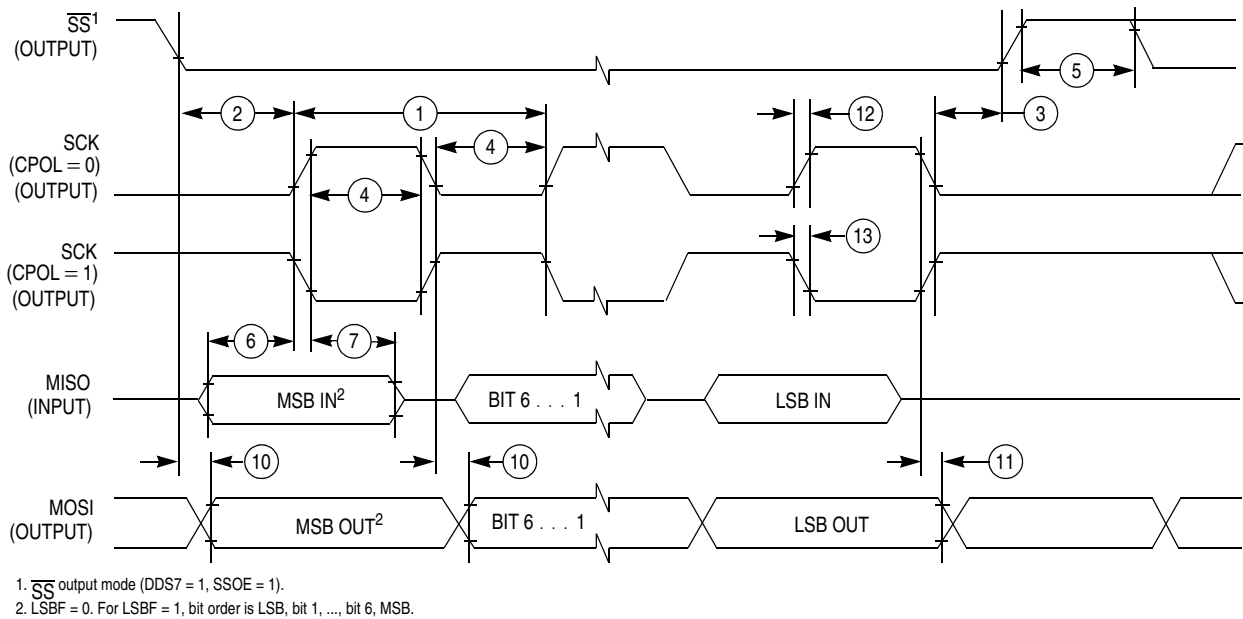 SS¹
(OUTPUT)
5
2
1
12
3
SCK
(CPOL = 0)
(OUTPUT)
4
4
SCK
(CPOL = 1)
(OUTPUT)
13
6
7
MISO
(INPUT)
MSB IN²
BIT 6 . . . 1
LSB IN
10
10
11
MOSI
(OUTPUT)
MSB OUT²
BIT 6 . . . 1
LSB OUT
1. SS output mode (DDS7 = 1, SSOE = 1).
2. LSBF = 0. For LSBF = 1, bit order is LSB, bit 1, ..., bit 6, MSB.